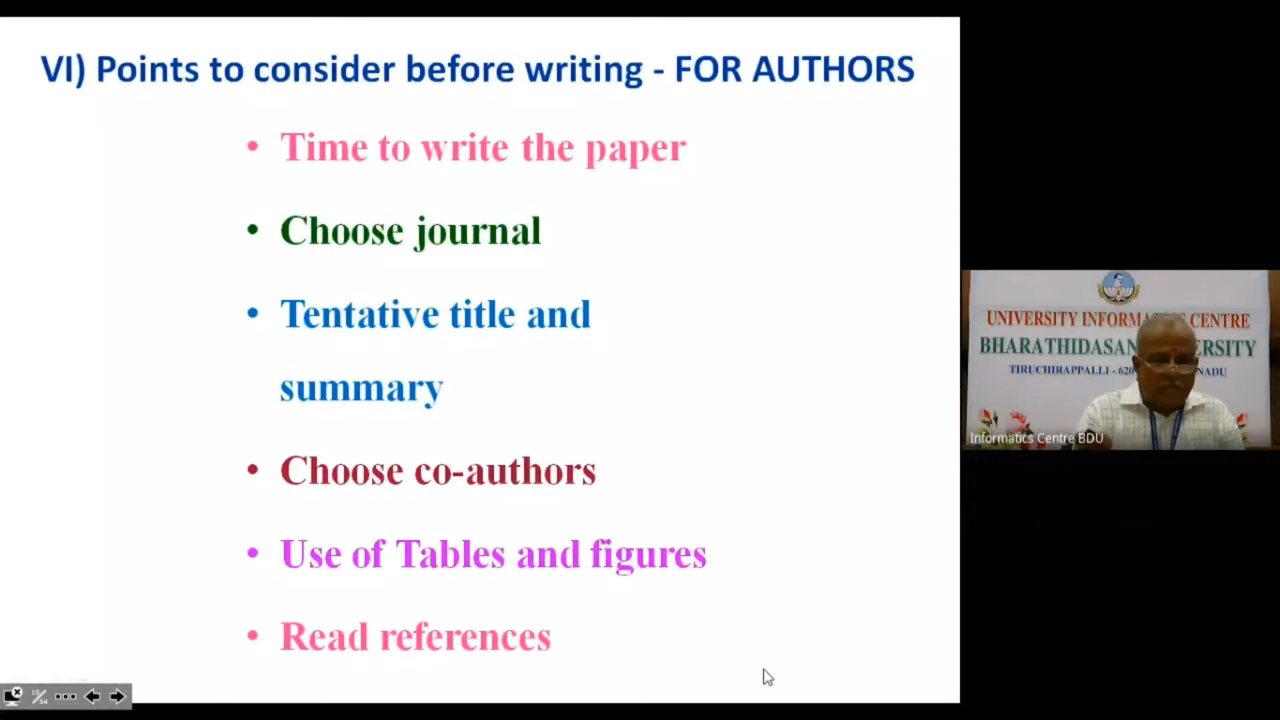 VI) Points to consider before writing - FOR AUTHORS
• Time to write the paper
• Choose journal
• Tentative title and
summary
• Choose co-authors
• Use of Tables and figures
• Read references
UNIVERSITY INFORM CENTRE
BHARATHIDASAN ERSITY
TIRUCHIRAPPALLI - 620 NADU
Informatics Centre BDU